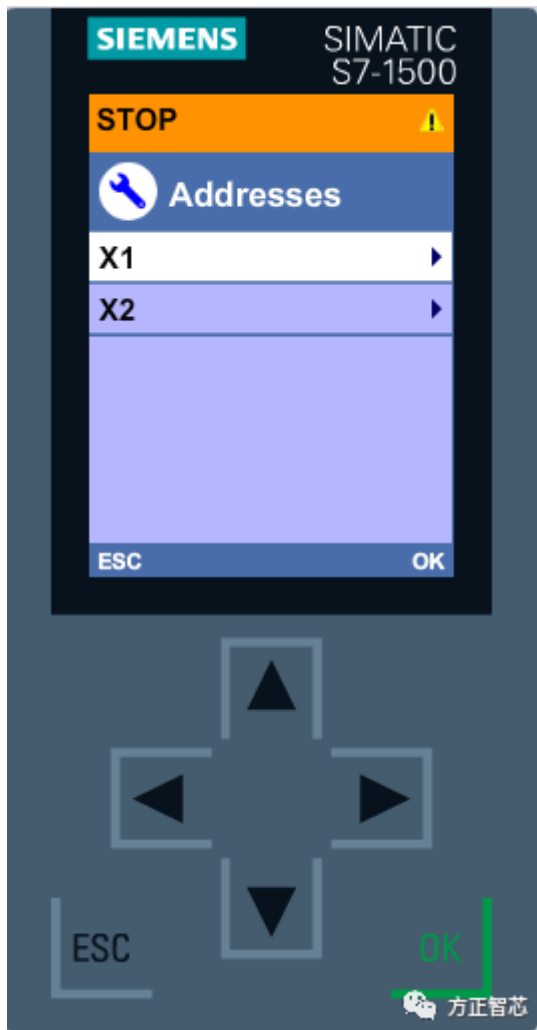 SIEMENS
SIMATIC
S7-1500
STOP
Addresses
X1
X2
ESC
OK
ESC
OK
方正智芯